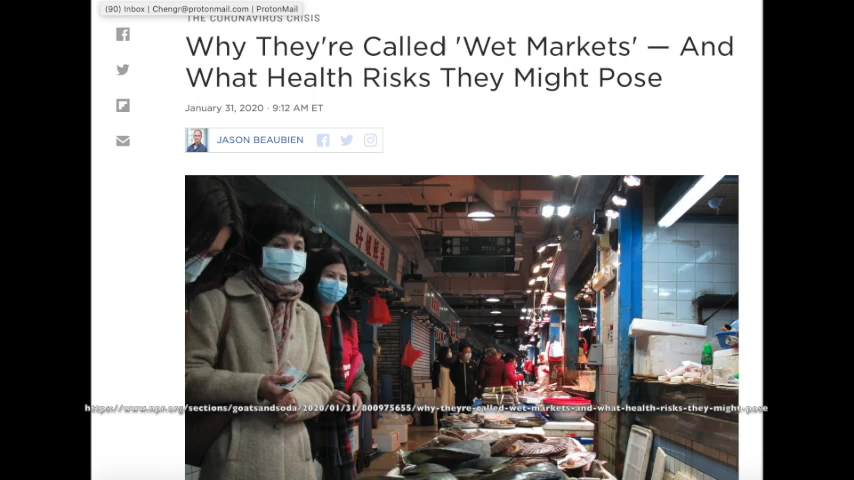 (90) Inbox | Chengr@protonmail.com | ProtonMail
THE CORONAVIRUS CRISIS
Why They're Called 'Wet Markets' — And
What Health Risks They Might Pose
January 31, 2020 · 9:12 AM ET
JASON BEAUBIEN
https://www.npr.org/sections/goatsandsoda/2020/01/31/800975655/why-theyre-called-wet-markets-and-what-health-risks-they-might-pose